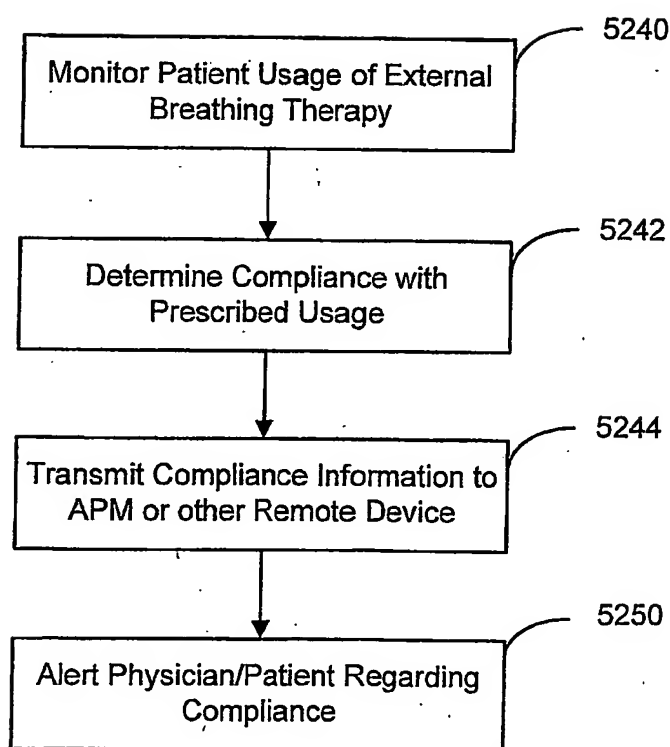 5240
Monitor Patient Usage of External
Breathing Therapy
5242
Determine Compliance with
Prescribed Usage
5244
Transmit Compliance Information to
APM or other Remote Device
5250
Alert Physician/Patient Regarding
Compliance